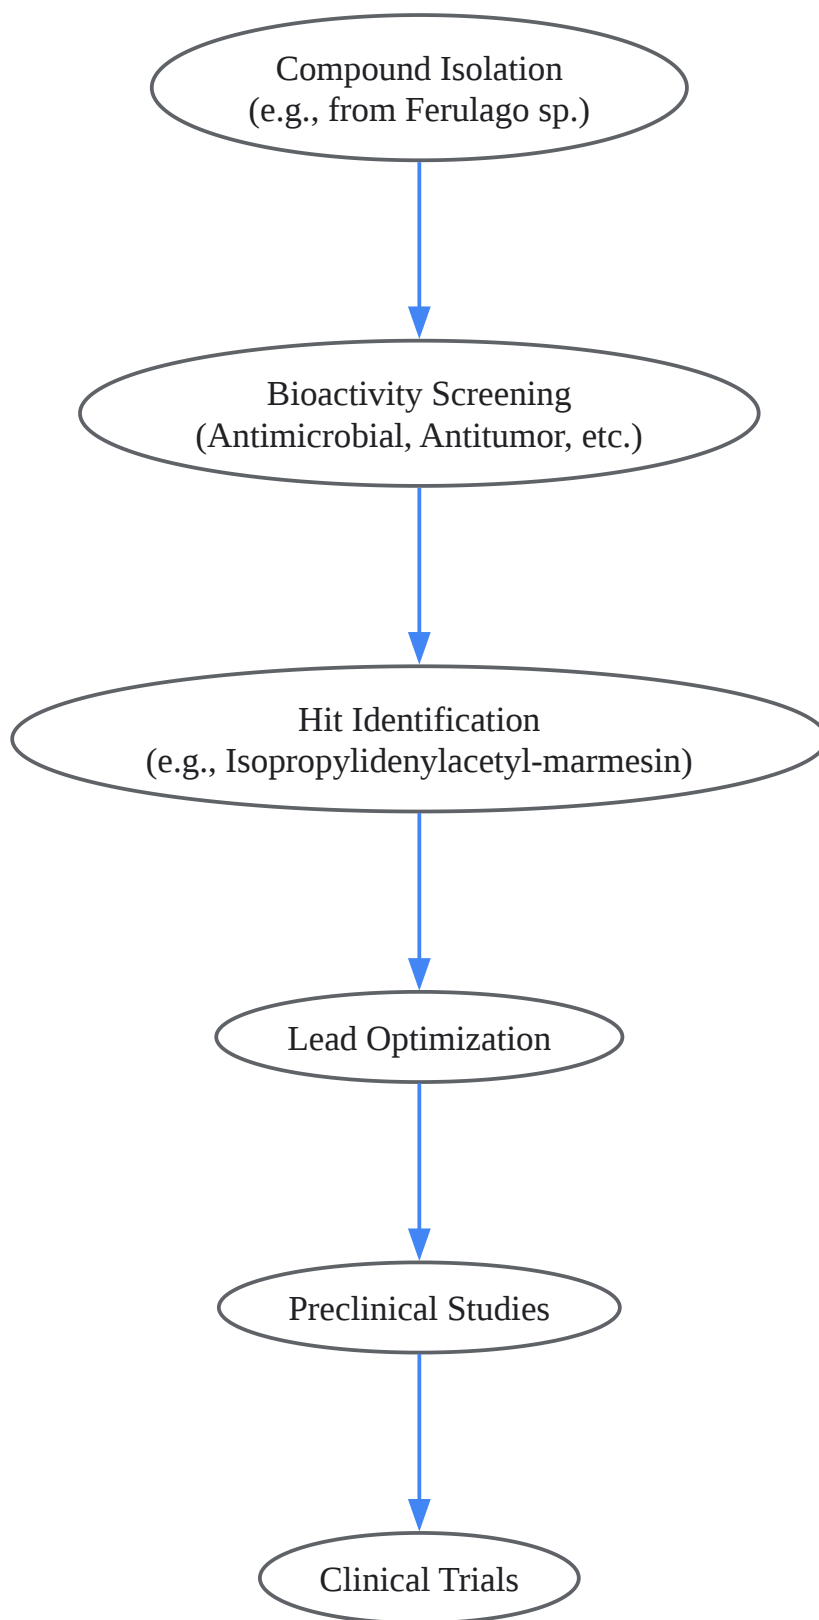 Compound Isolation
(e.g., from Ferulago sp.)
Bioactivity Screening
(Antimicrobial, Antitumor, etc.)
Hit Identification
(e.g., Isopropylidenylacetyl-marmesin)
Lead Optimization
Preclinical Studies
Clinical Trials